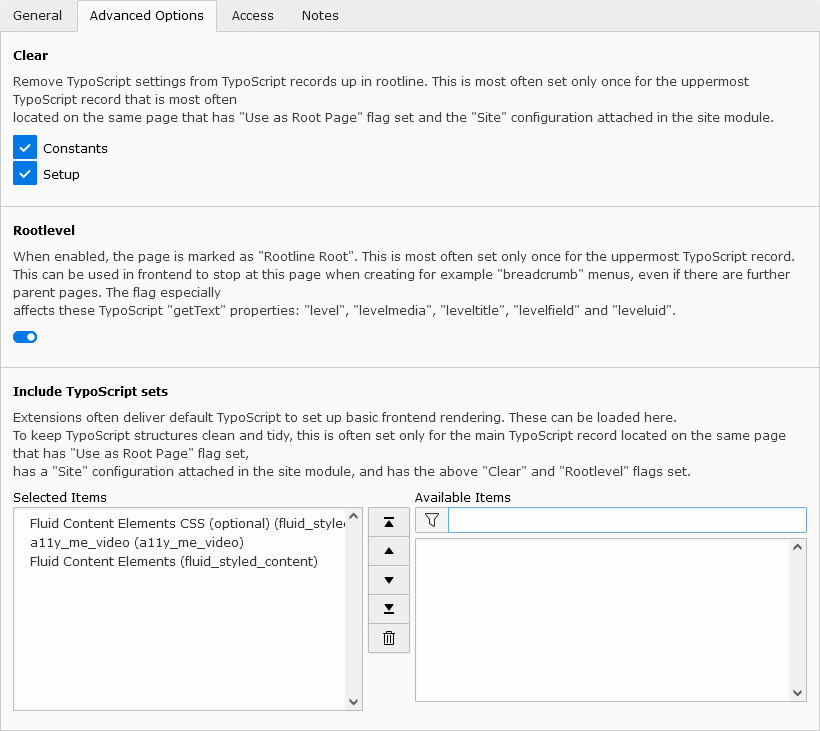 General Advanced Options Access Notes
Clear
Remove TypoScript settings from TypoScript records up in rootline. This is most often set only once for the uppermost
TypoScript record that is most often
located on the same page that has "Use as Root Page" flag set and the "Site" configuration attached in the site module.
Constants
Setup
Rootlevel
When enabled, the page is marked as "Rootline Root". This is most often set only once for the uppermost TypoScript record.
This can be used in frontend to stop at this page when creating for example "breadcrumb" menus, even if there are further
parent pages. The flag especially
affects these TypoScript "getText" properties: "level", "levelmedia", "leveltitle", "levelfield" and "leveluid".
Include TypoScript sets
Extensions often deliver default TypoScript to set up basic frontend rendering. These can be loaded here.
To keep TypoScript structures clean and tidy, this is often set only for the main TypoScript record located on the same page
that has "Use as Root Page" flag set,
has a "Site" configuration attached in the site module, and has the above "Clear" and "Rootlevel" flags set.
Selected Items
Fluid Content Elements CSS (optional) (fluid_style
a11y_me_video (a11y_me_video)
Fluid Content Elements (fluid_styled_content)
Available Items